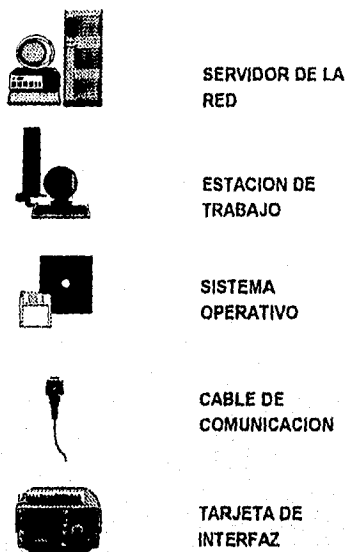 SERVIDOR DE LA
RED
ESTACION DE
TRABAJO
SISTEMA
OPERATIVO
CABLE DE
COMUNICACION
TARJETA DE
INTERFAZ